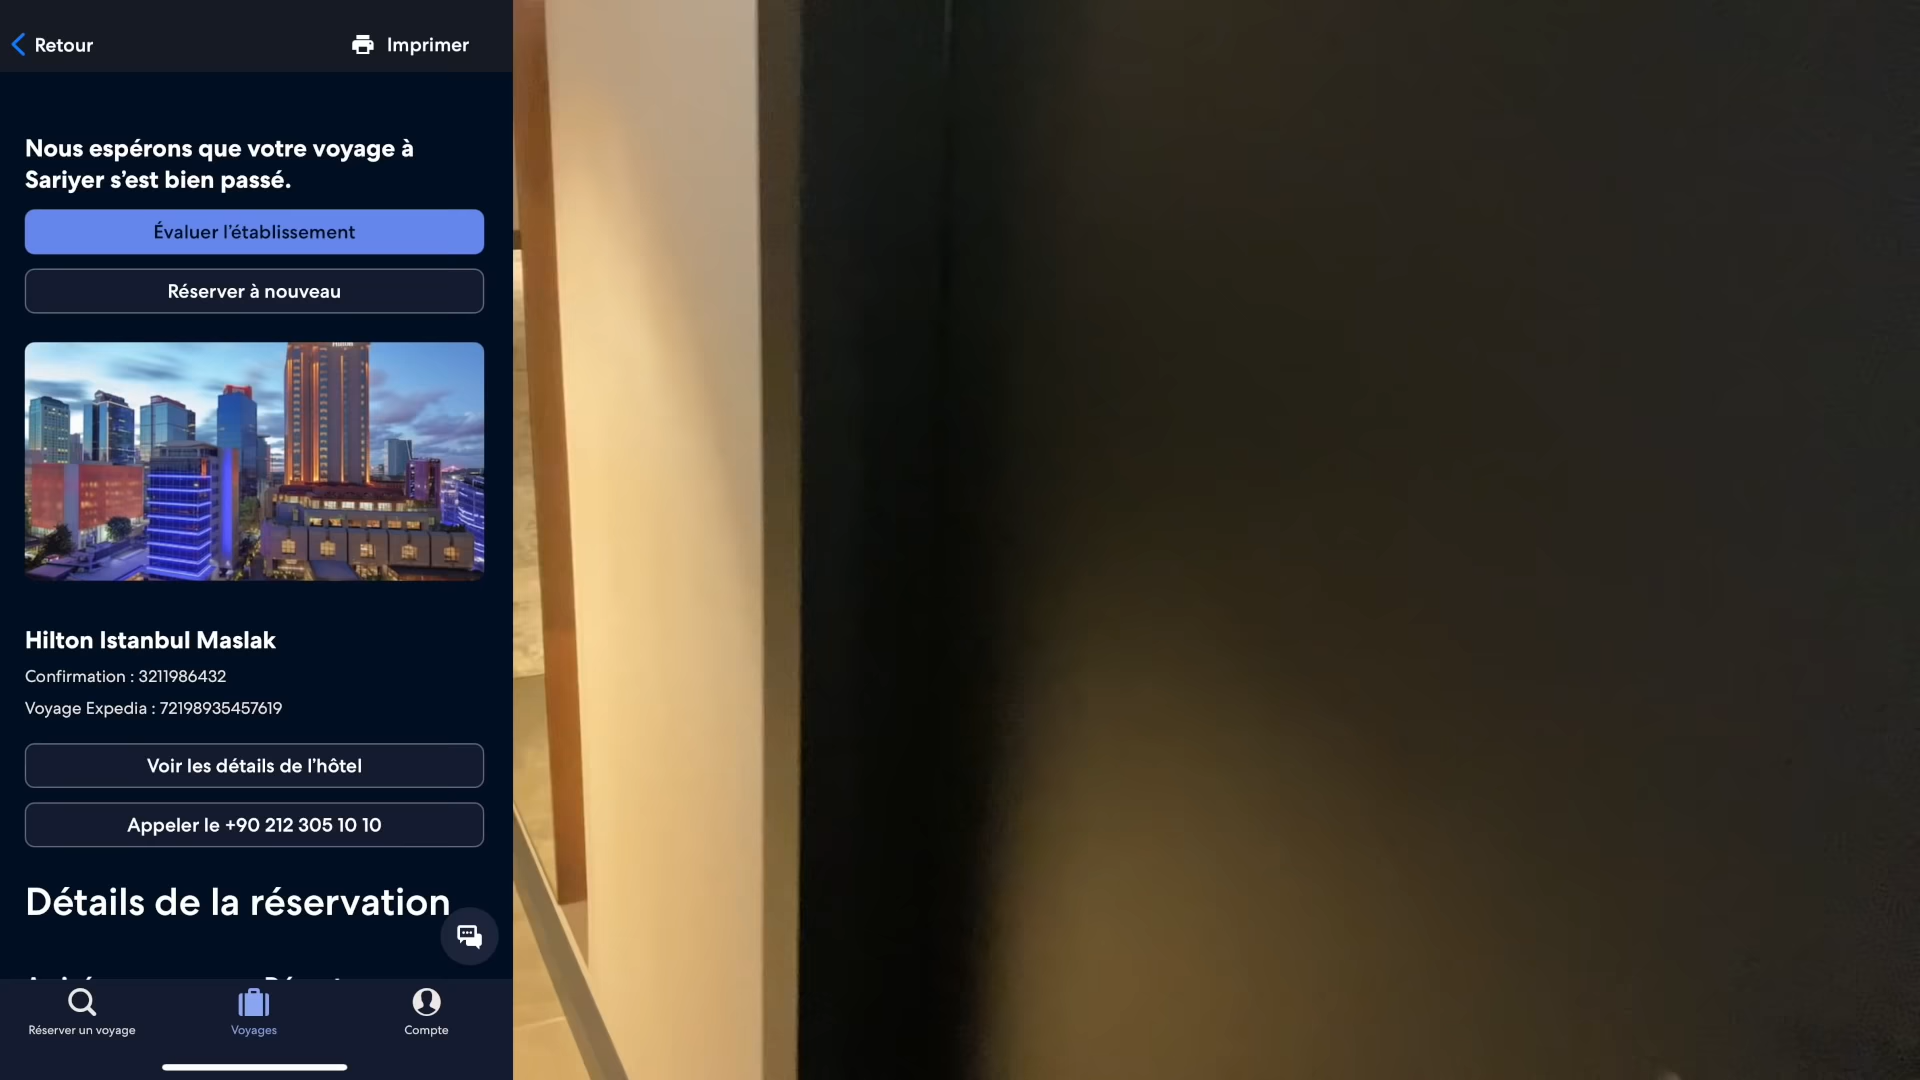 Retour
Imprimer
Nous espérons que votre voyage à
Sariyer s’est bien passé.
Évaluer l’établissement
Réserver à nouveau
Hilton Istanbul Maslak
Confirmation : 3211986432
Voyage Expedia : 72198935457619
Voir les détails de l’hôtel
Appeler le +90 212 305 10 10
Détails de la réservation
Réserver un voyage
Voyages
Compte